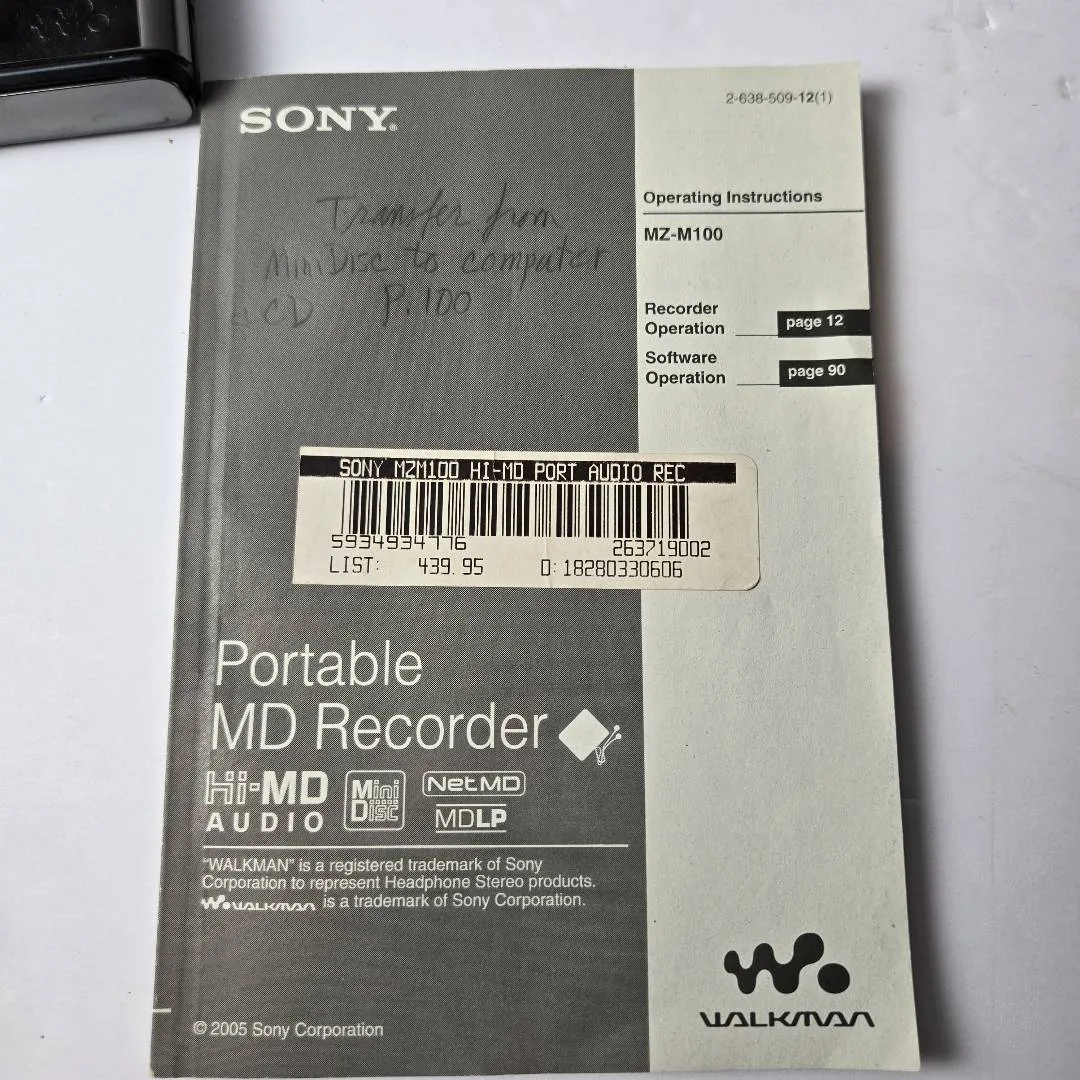 SONY®
2-638-509-12(1)
Transfer from
MiniDisc to computer
CD P. 100
Operating Instructions
MZ-M100
Recorder
Operation page 12
Software
Operation page 90
SONY MZM100 HI-MD PORT AUDIO REC
5934934776 263719002
LIST: 439.95 D:18280330606
Portable
MD Recorder
Hi-MD
AUDIO
Mini
Disc
NetMD
MDLP
"WALKMAN" is a registered trademark of Sony
Corporation to represent Headphone Stereo products.
W. WALKMAN is a trademark of Sony Corporation.
WALKMAN
© 2005 Sony Corporation